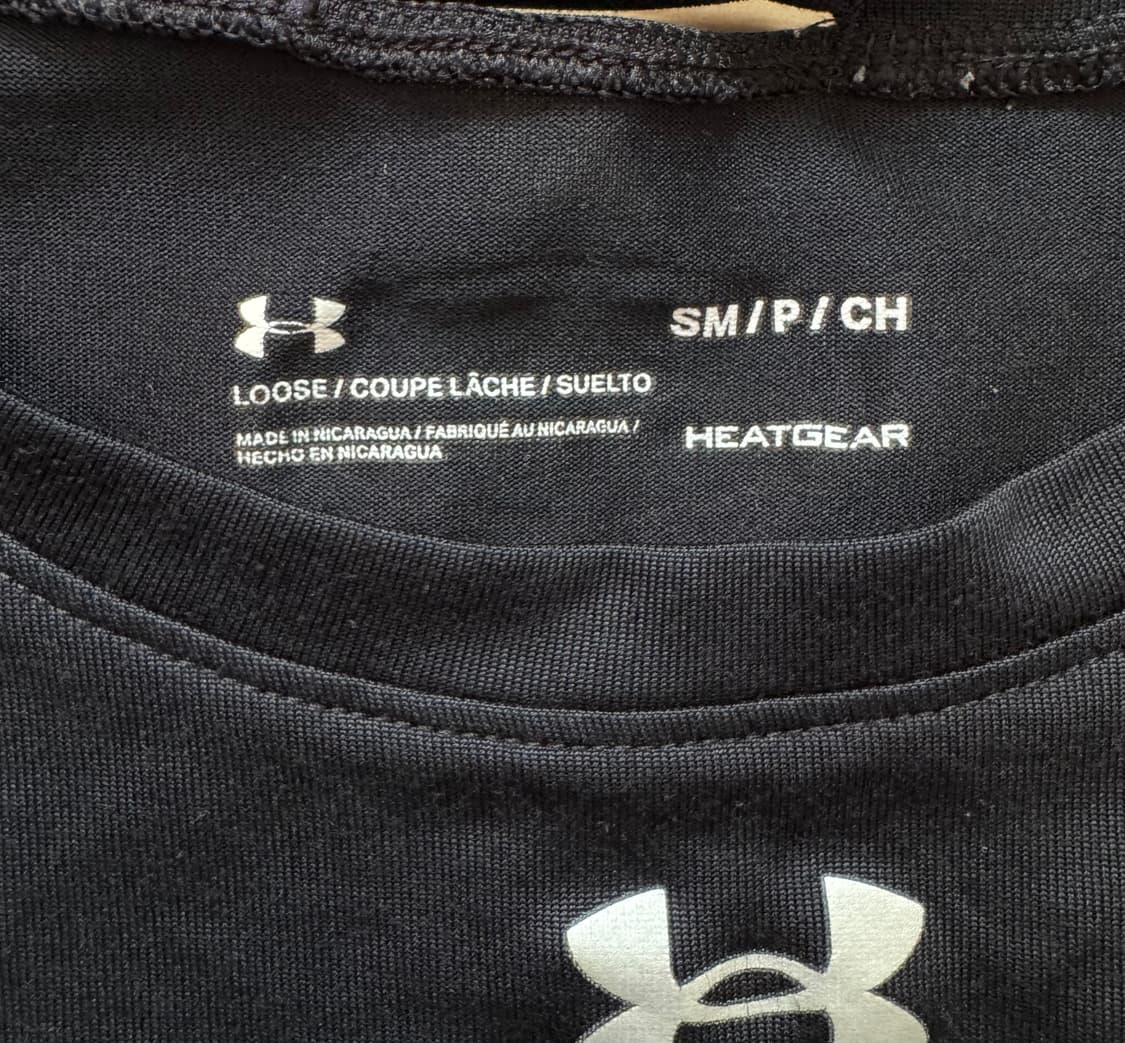 SM / P / CH
LOOSE / COUPE LÂCHE / SUELTO
MADE IN NICARAGUA / FABRIQUÉ AU NICARAGUA /
HECHO EN NICARAGUA
HEATGEAR